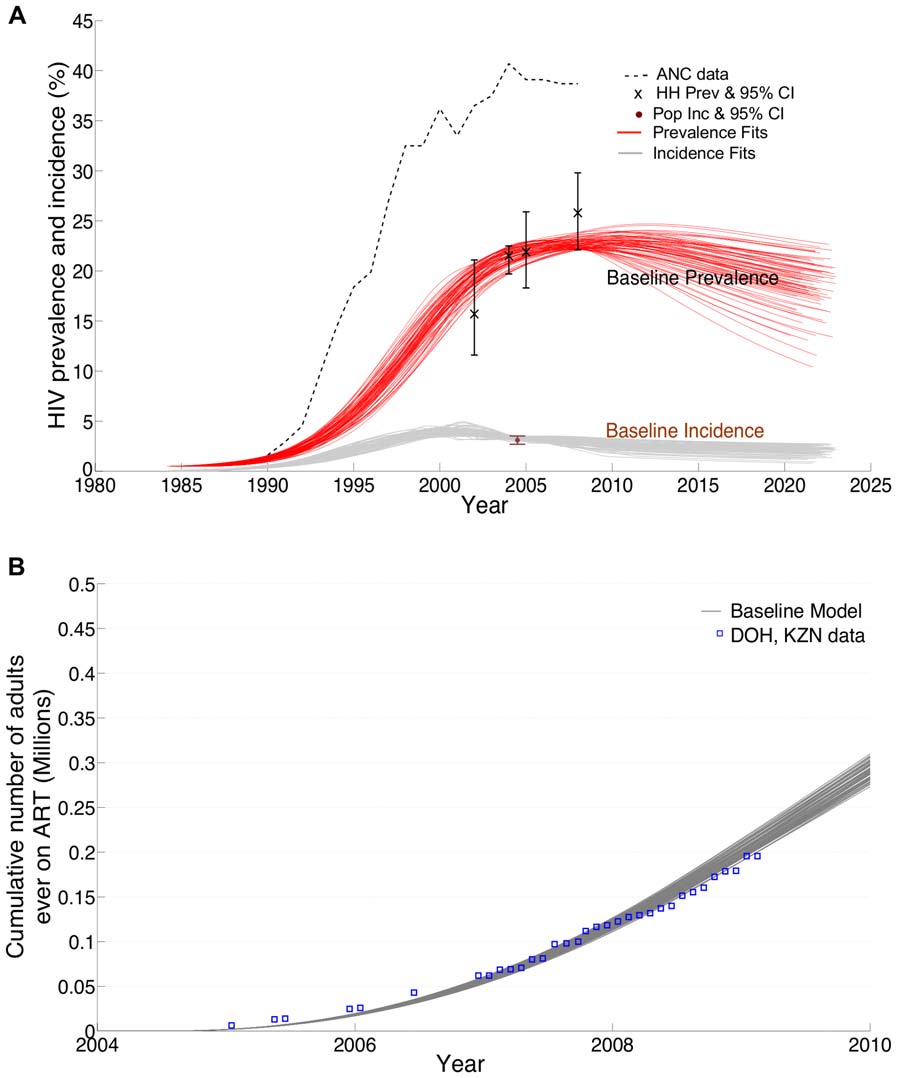 A
45
40
35
30
25
20
15
10
5
0
HIV prevalence and incidence (%)
ANC data
HH Prev & 95% CI
Pop Inc & 95% CI
Prevalence Fits
Incidence Fits
Baseline Prevalence
Baseline Incidence
1980 1985 1990 1995 2000 2005 2010 2015 2020 2025
Year
B
0.5
0.45
0.4
0.35
0.3
0.25
0.2
0.15
0.1
0.05
0
Cumulative number of adults
ever on ART (Millions)
Baseline Model
DOH, KZN data
2004 2006 2008 2010
Year